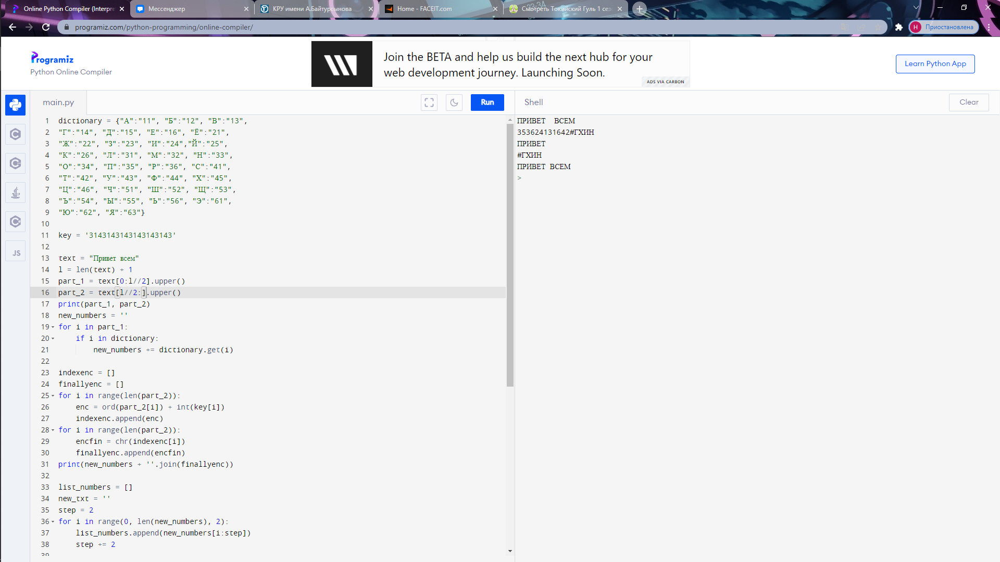 Online Python Compiler (Interpre
Мессенджер
КРУ имени А.Байтурсынова
Home - FACEIT.com
Смотреть Токийский Гуль 1 сез
programiz.com/python-programming/online-compiler/
Н
Приостановлена
Programiz
Python Online Compiler
Join the BETA and help us build the next hub for your
web development journey. Launching Soon.
ADS VIA CARBON
Learn Python App
main.py
Run
Shell
Clear
JS
1 dictionary = {"А":"11", "Б":"12", "В":"13",
2 "Г":"14", "Д":"15", "Е":"16", "Ё":"21",
3 "Ж":"22", "З":"23", "И":"24","Й":"25",
4 "К":"26", "Л":"31", "М":"32", "Н":"33",
5 "О":"34", "П":"35", "Р":"36", "С":"41",
6 "Т":"42", "У":"43", "Ф":"44", "Х":"45",
7 "Ц":"46", "Ч":"51", "Ш":"52", "Щ":"53",
8 "Ъ":"54", "Ы":"55", "Ь":"56", "Э":"61",
9 "Ю":"62", "Я":"63"}
10
11 key = '3143143143143143143'
12
13 text = "Привет всем"
14 l = len(text) + 1
15 part_1 = text[0:l//2].upper()
16 part_2 = text[l//2:].upper()
17 print(part_1, part_2)
18 new_numbers = ''
19 for i in part_1:
20     if i in dictionary:
21         new_numbers += dictionary.get(i)
22
23 indexenc = []
24 finallyenc = []
25 for i in range(len(part_2)):
26     enc = ord(part_2[i]) + int(key[i])
27     indexenc.append(enc)
28 for i in range(len(part_2)):
29     encfin = chr(indexenc[i])
30     finallyenc.append(encfin)
31 print(new_numbers + ''.join(finallyenc))
32
33 list_numbers = []
34 new_txt = ''
35 step = 2
36 for i in range(0, len(new_numbers), 2):
37     list_numbers.append(new_numbers[i:step])
38     step += 2
39
ПРИВЕТ  ВСЕМ
353624131642#ГХИН
ПРИВЕТ
#ГХИН
ПРИВЕТ ВСЕМ
>